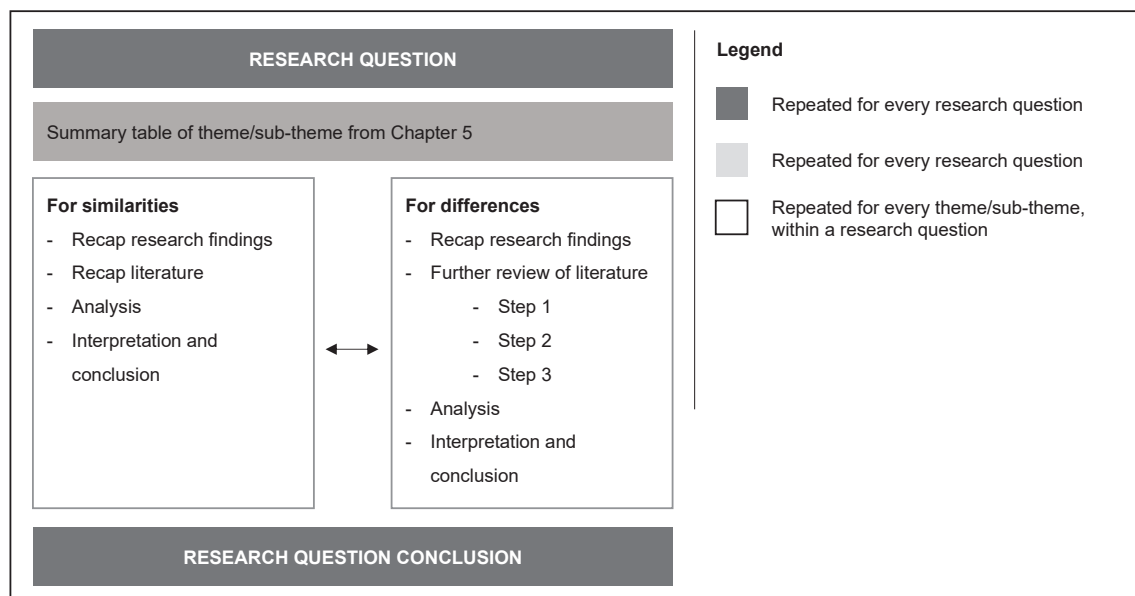 RESEARCH QUESTION
Summary table of theme/sub-theme from Chapter 5
For similarities
- Recap research findings
- Recap literature
- Analysis
- Interpretation and
conclusion
For differences
- Recap research findings
- Further review of literature
- Step 1
- Step 2
- Step 3
- Analysis
- Interpretation and
conclusion
RESEARCH QUESTION CONCLUSION
Legend
Repeated for every research question
Repeated for every research question
Repeated for every theme/sub-theme,
within a research question